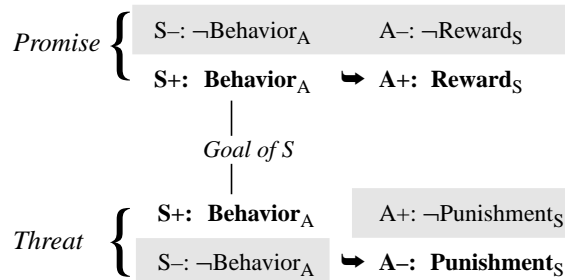 S–: ¬Behavior_A A–: ¬Reward_S
Promise {
S+: Behavior_A ➥ A+: Reward_S
Goal of S
S+: Behavior_A A+: ¬Punishment_S
Threat {
S–: ¬Behavior_A ➥ A–: Punishment_S